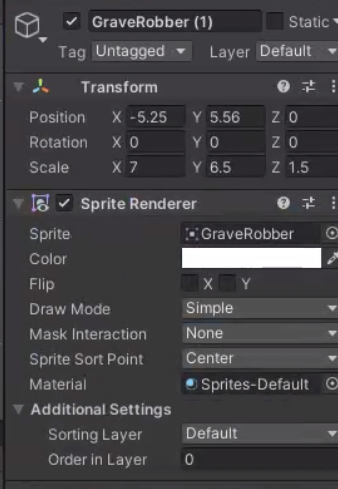 GraveRobber (1) Static
Tag Untagged Layer Default
Transform
Position X -5.25 Y 5.56 Z 0
Rotation X 0 Y 0 Z 0
Scale X 7 Y 6.5 Z 1.5
Sprite Renderer
Sprite GraveRobber
Color
Flip X Y
Draw Mode Simple
Mask Interaction None
Sprite Sort Point Center
Material Sprites-Default
Additional Settings
Sorting Layer Default
Order in Layer 0